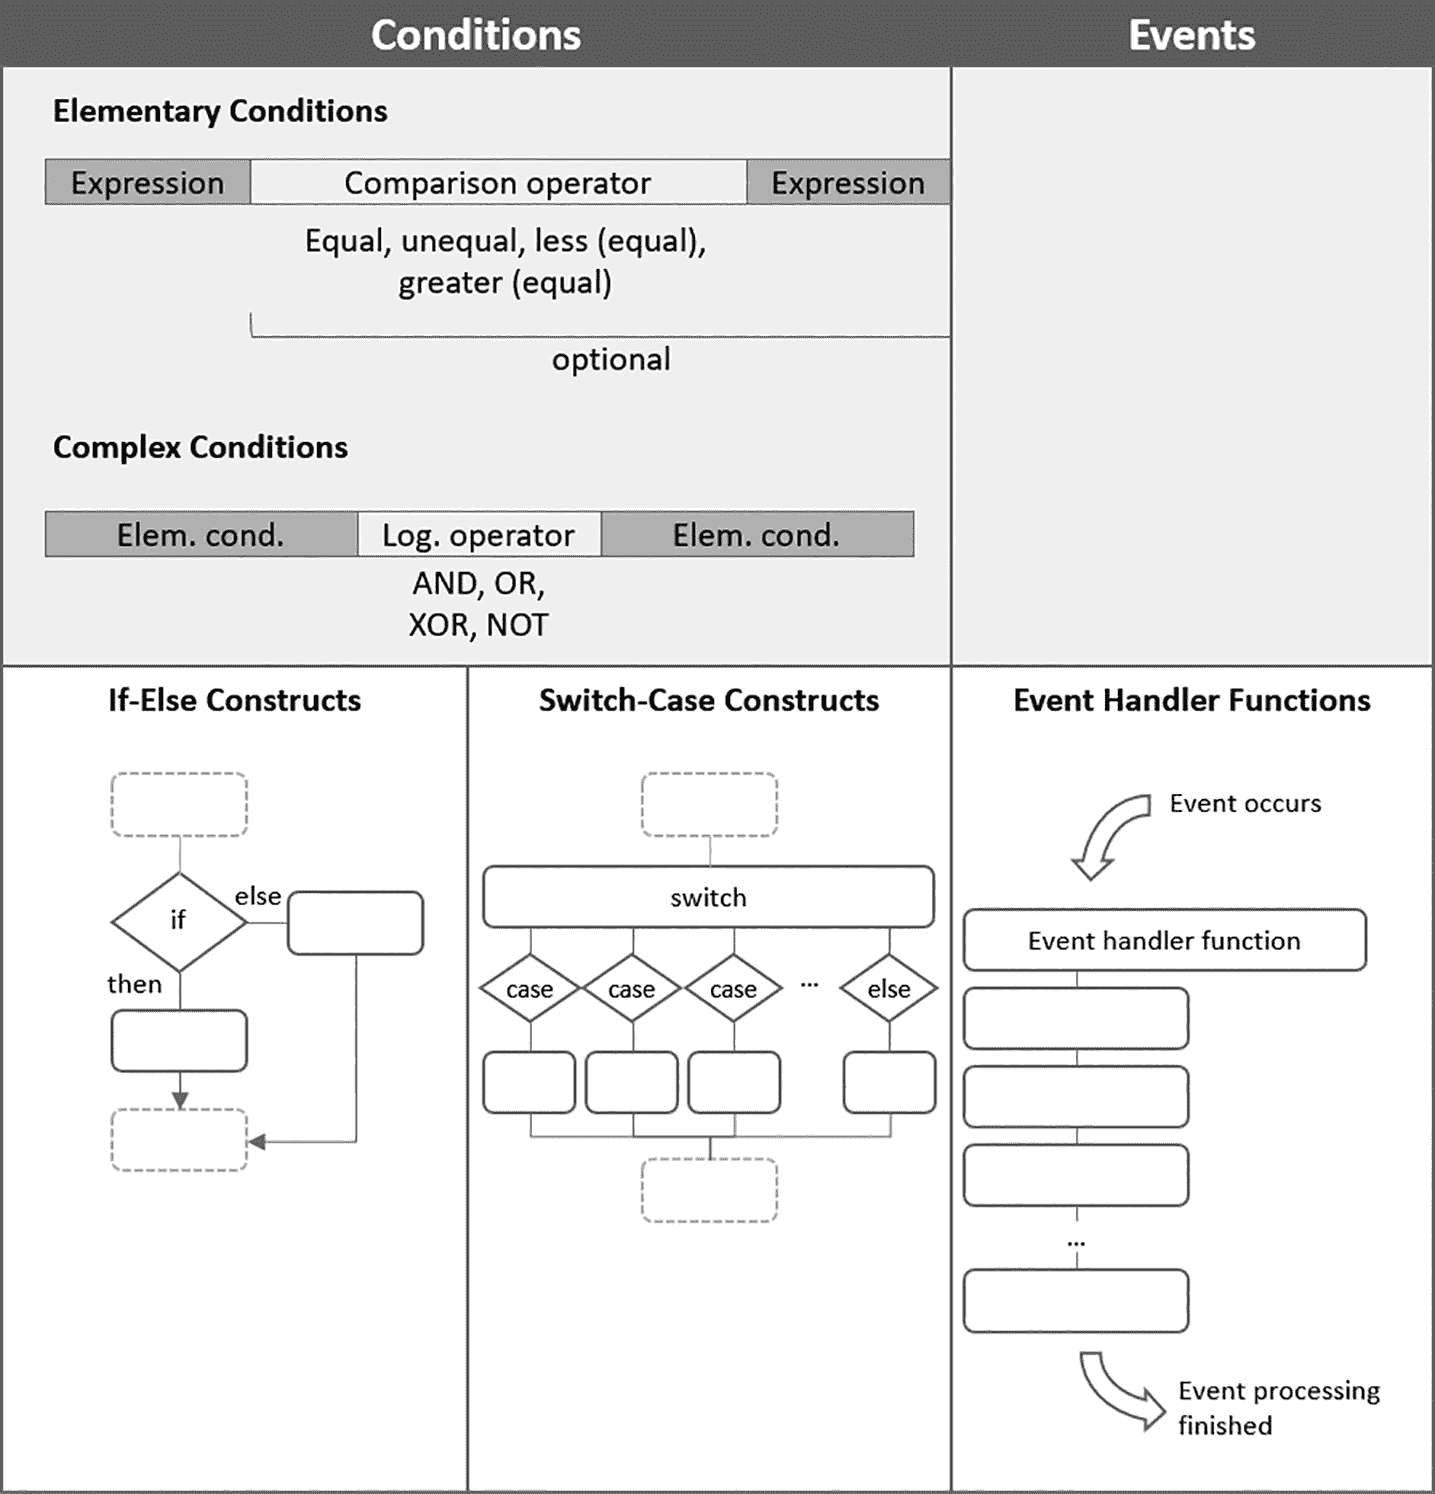 Conditions
Events
Elementary Conditions
Expression
Comparison operator
Expression
Equal, unequal, less (equal),
greater (equal)
optional
Complex Conditions
Elem. cond.
Log. operator
Elem. cond.
AND, OR,
XOR, NOT
If-Else Constructs
if
else
then
Switch-Case Constructs
switch
case
case
case
...
else
Event Handler Functions
Event occurs
Event handler function
...
Event processing
finished